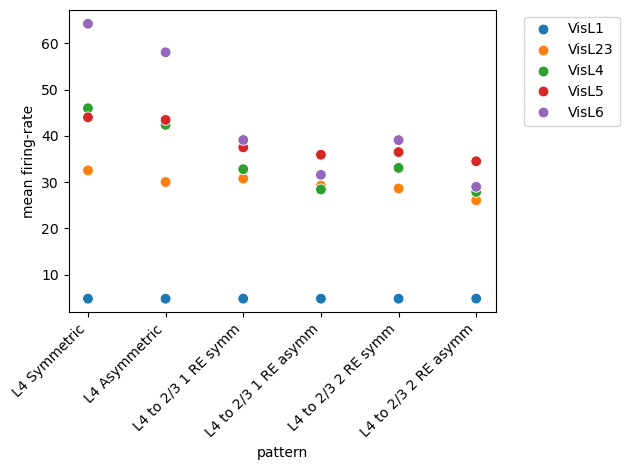 mean firing-rate
60
50
40
30
20
10
L4 Symmetric
L4 Asymmetric
L4 to 2/3 1 RE symm
L4 to 2/3 1 RE asymm
L4 to 2/3 2 RE symm
L4 to 2/3 2 RE asymm
pattern
VisL1
VisL23
VisL4
VisL5
VisL6